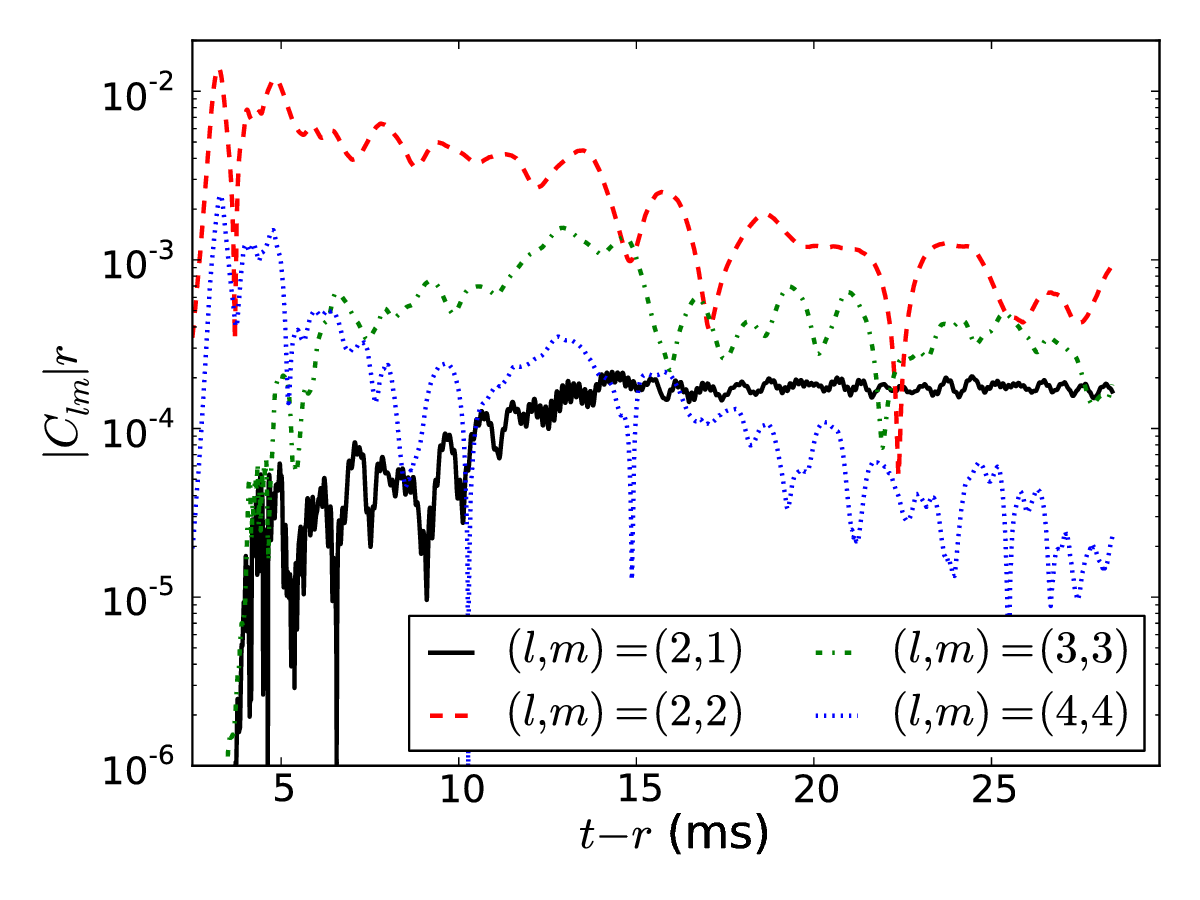 10⁻²
10⁻³
10⁻⁴
10⁻⁵
10⁻⁶
|Cₗₘ|r
5 10 15 20 25
t−r (ms)
(l,m) =(2,1) (l,m) =(3,3)
(l,m) =(2,2) (l,m) =(4,4)